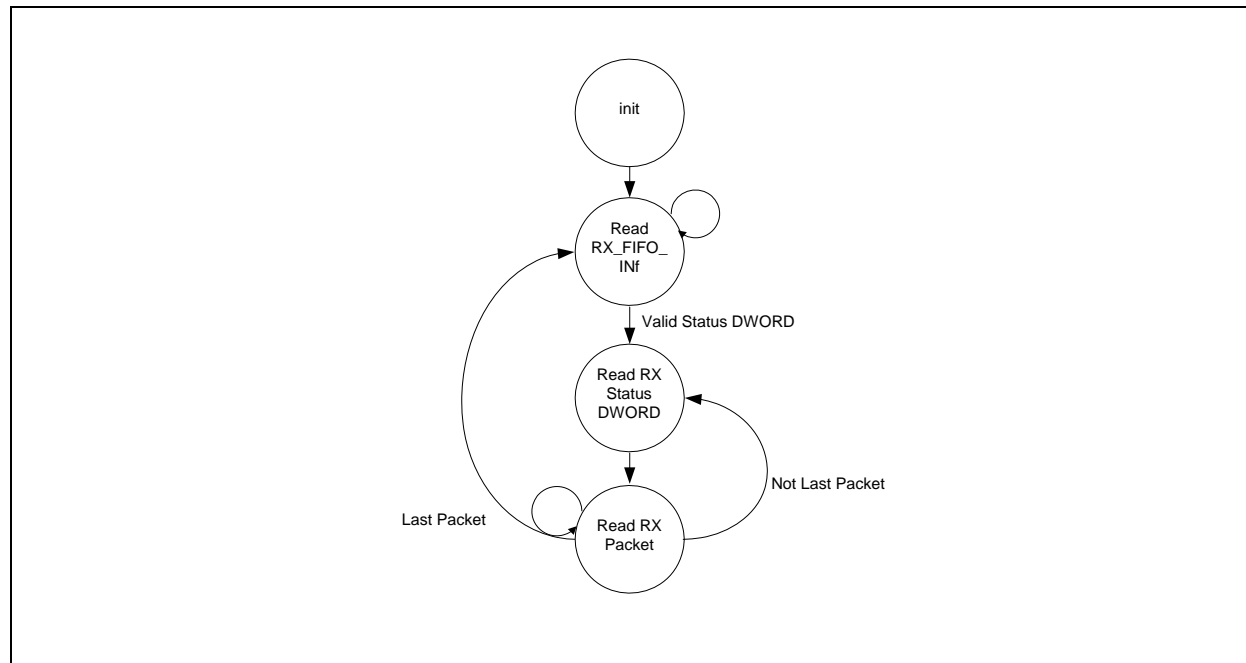 init
Read
RX_FIFO_
INf
Valid Status DWORD
Read RX
Status
DWORD
Not Last Packet
Last Packet
Read RX
Packet